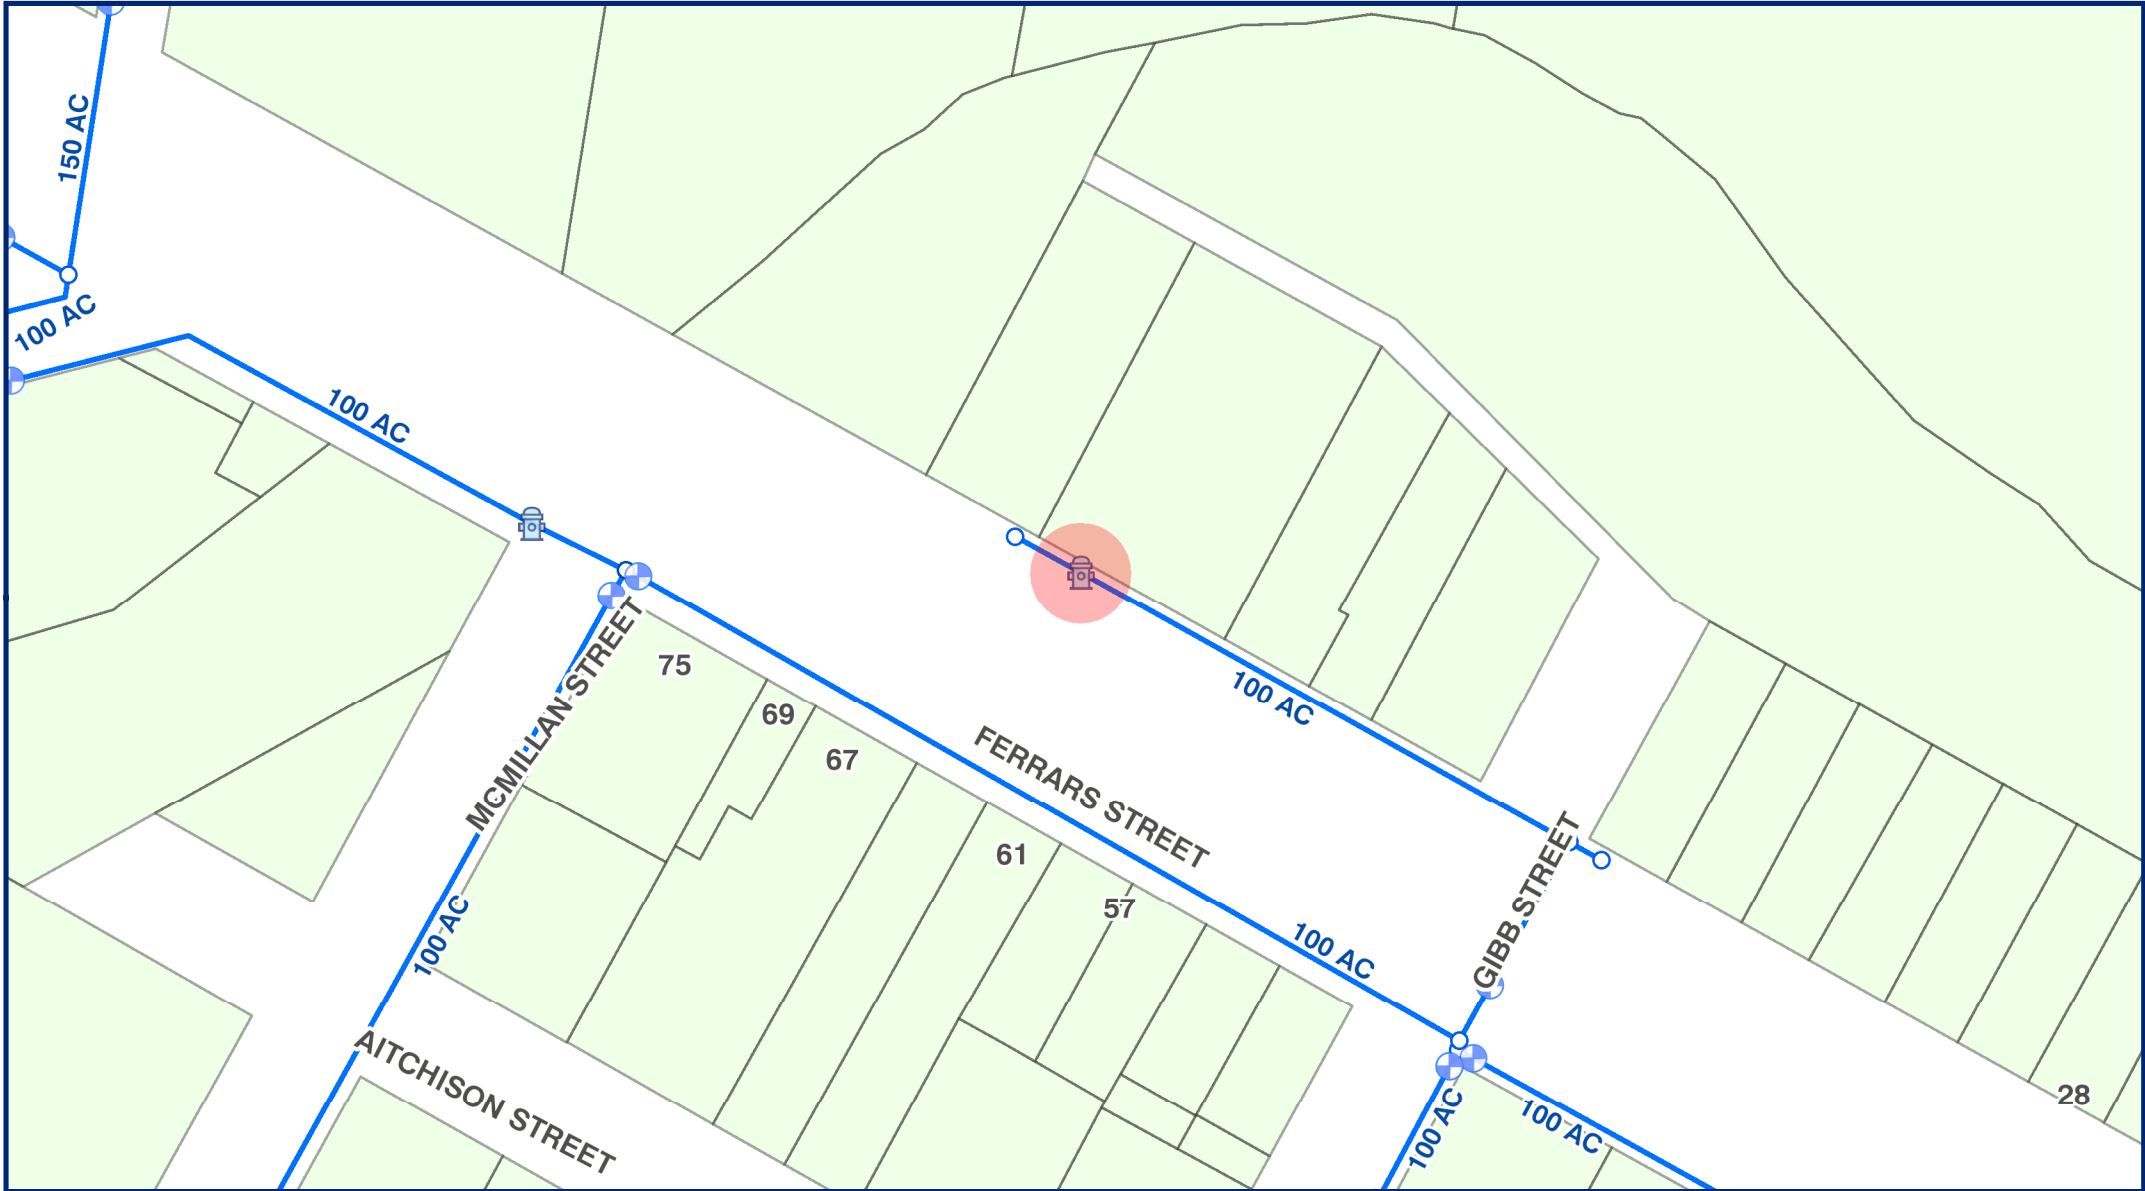 150 AC
100 AC
100 AC
MCMILLAN STREET
75
69
67
100 AC
FERRARS STREET
61
57
100 AC
GIBB STREET
100 AC
AITCHISON STREET
100 AC
100 AC
28